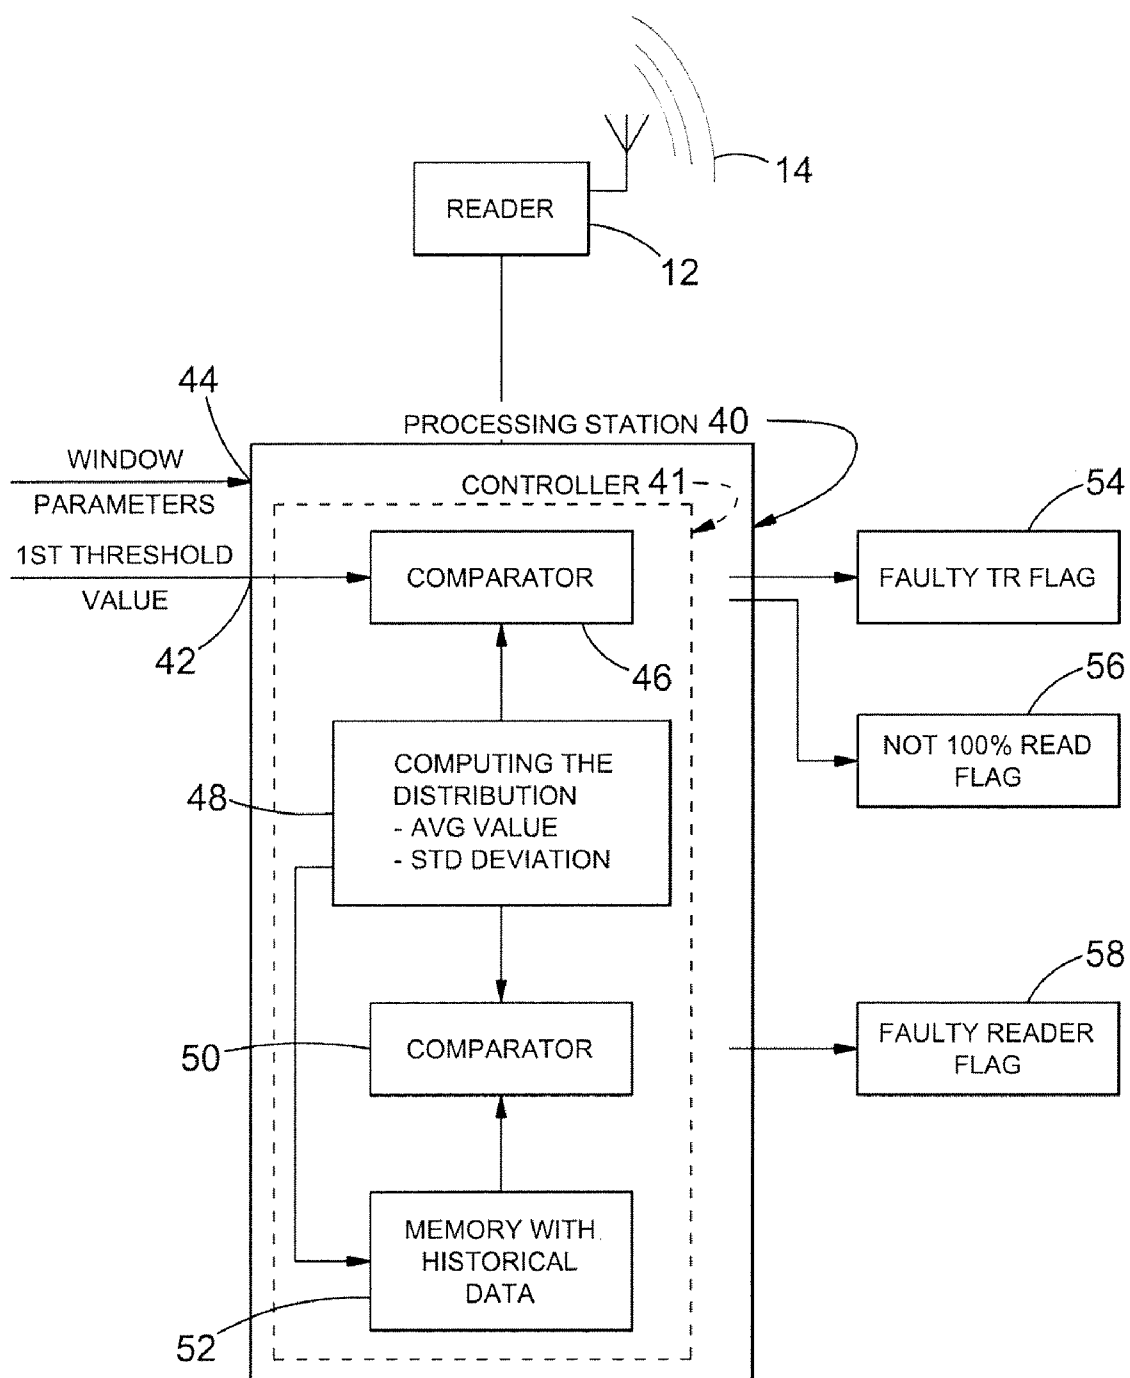 14
READER
12
44
PROCESSING STATION 40
WINDOW
PARAMETERS
CONTROLLER 41
54
1ST THRESHOLD
VALUE
COMPARATOR
FAULTY TR FLAG
42
46
56
COMPUTING THE
DISTRIBUTION
- AVG VALUE
- STD DEVIATION
48
NOT 100% READ
FLAG
58
50
COMPARATOR
FAULTY READER
FLAG
MEMORY WITH
HISTORICAL
DATA
52